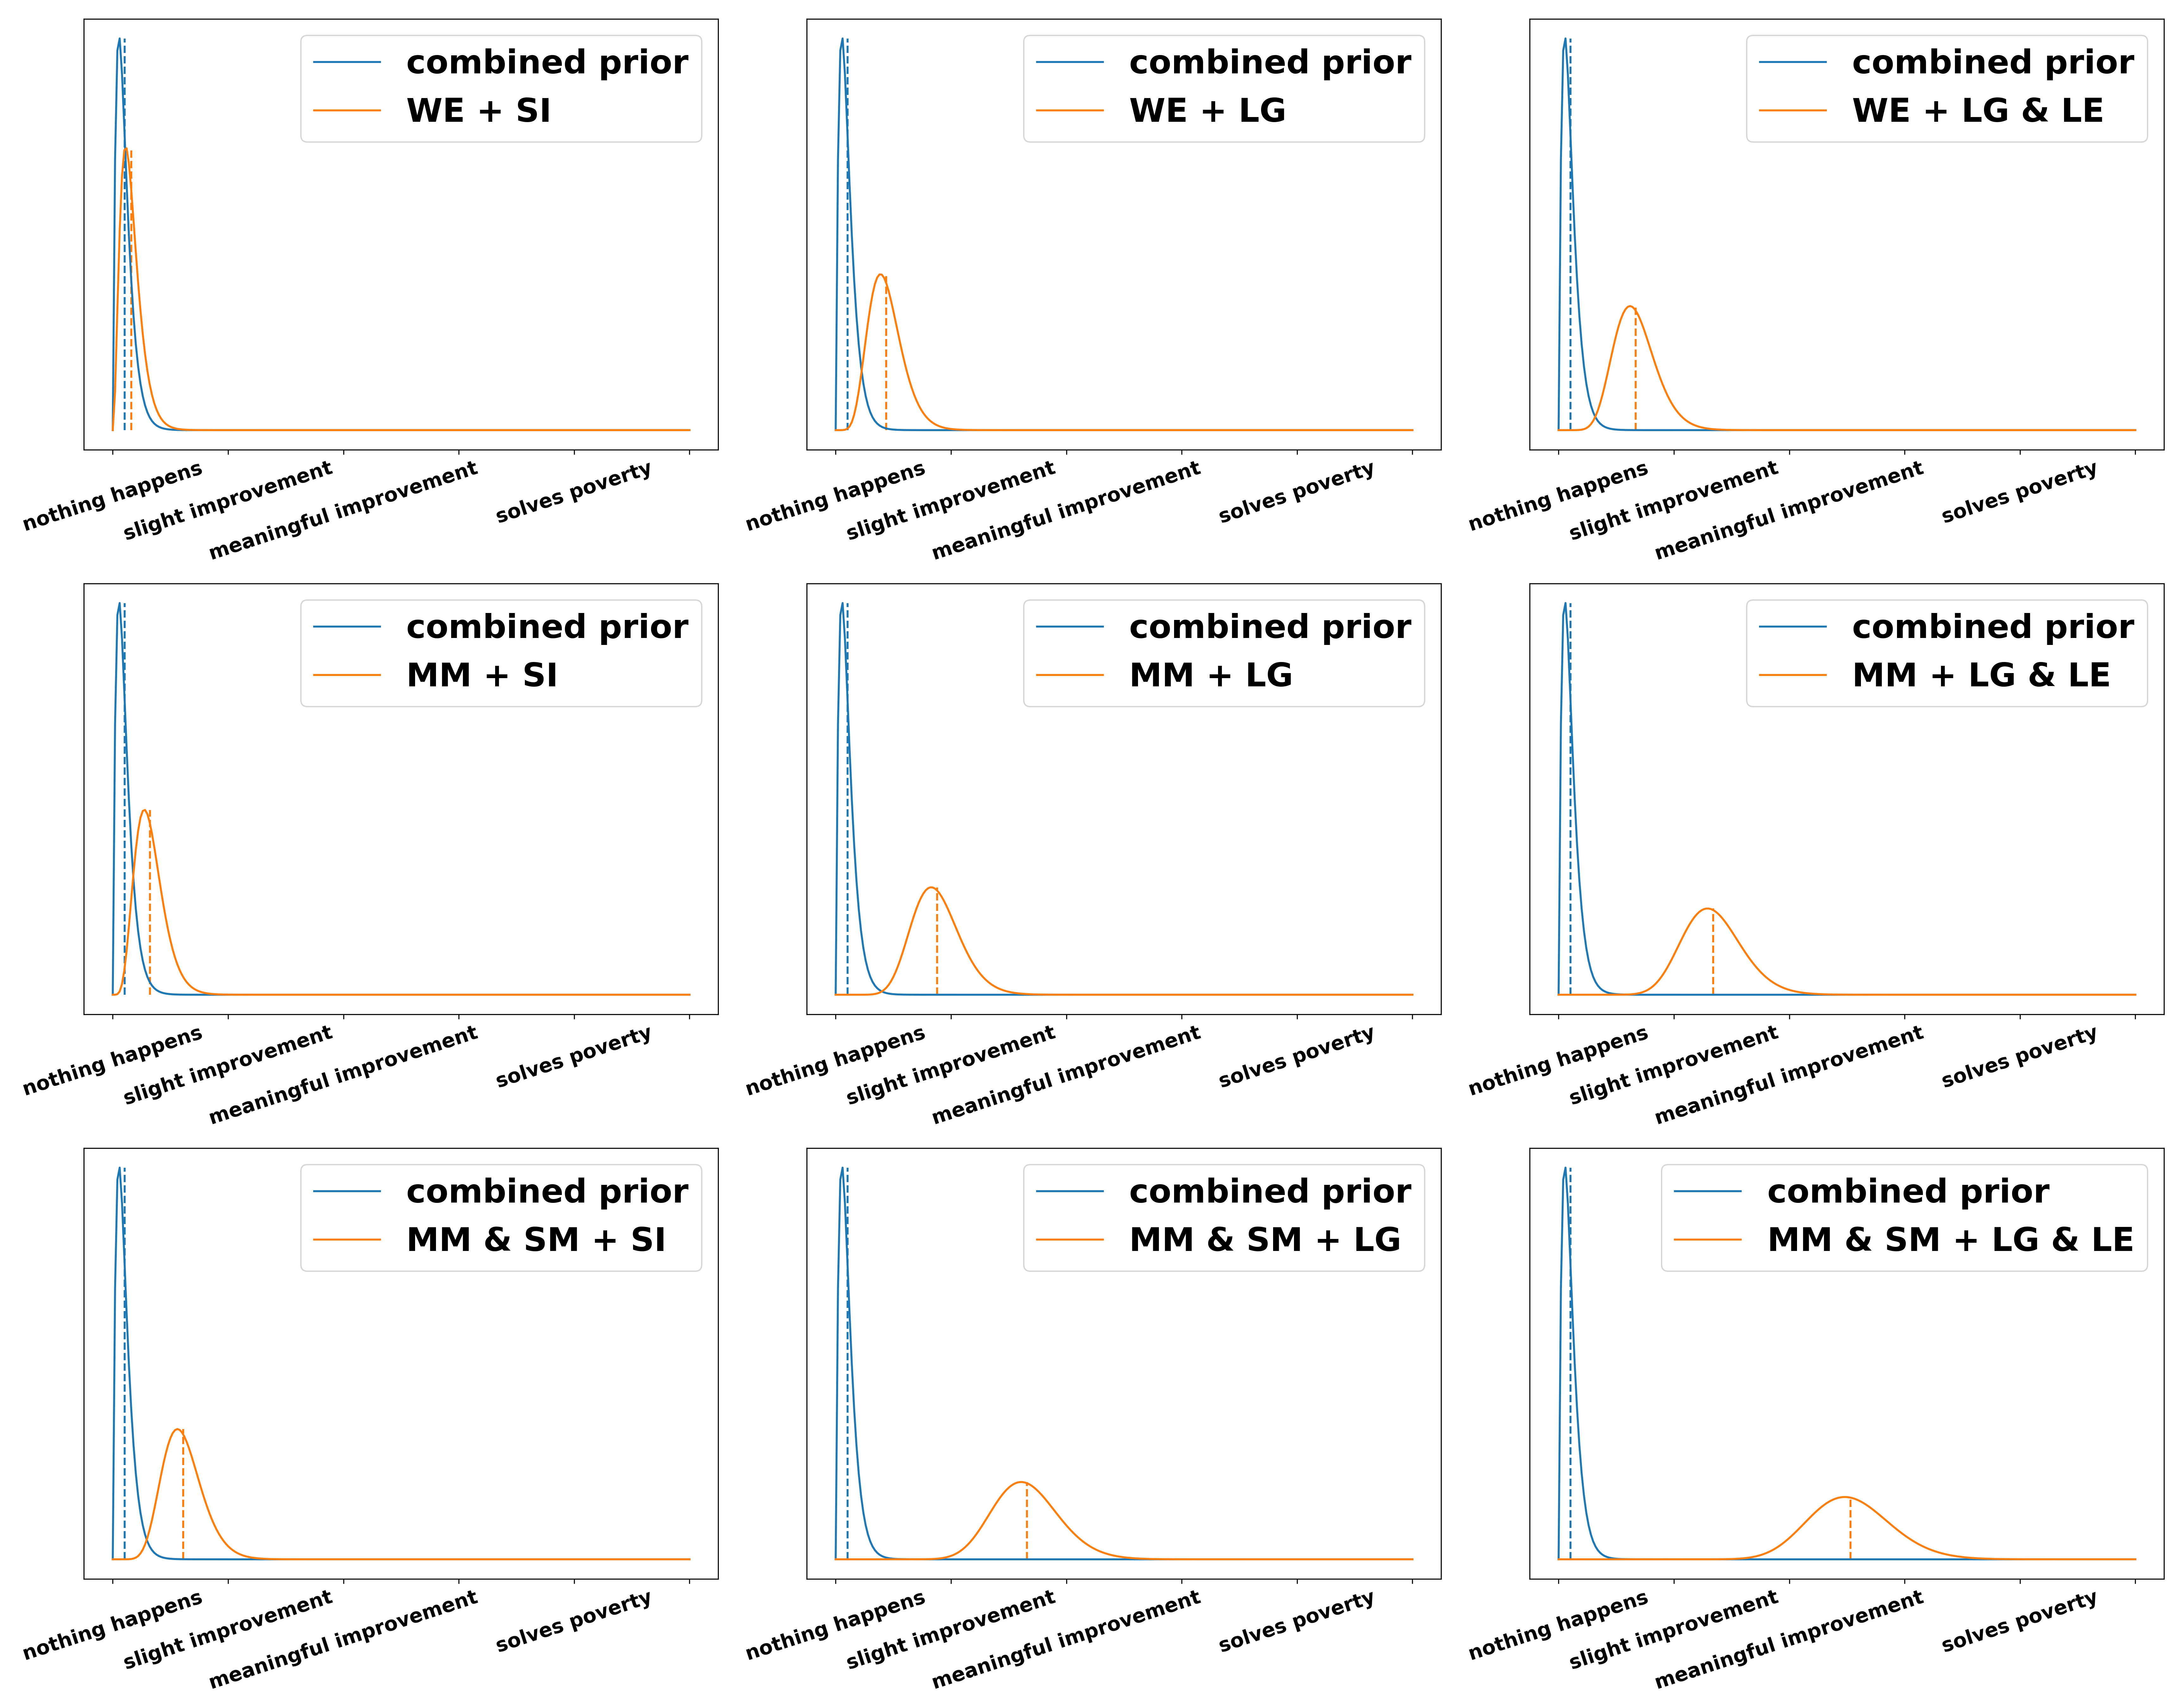 combined prior
WE + SI
nothing happens
slight improvement
meaningful improvement
solves poverty
combined prior
WE + LG
nothing happens
slight improvement
meaningful improvement
solves poverty
combined prior
WE + LG & LE
nothing happens
slight improvement
meaningful improvement
solves poverty
combined prior
MM + SI
nothing happens
slight improvement
meaningful improvement
solves poverty
combined prior
MM + LG
nothing happens
slight improvement
meaningful improvement
solves poverty
combined prior
MM + LG & LE
nothing happens
slight improvement
meaningful improvement
solves poverty
combined prior
MM & SM + SI
nothing happens
slight improvement
meaningful improvement
solves poverty
combined prior
MM & SM + LG
nothing happens
slight improvement
meaningful improvement
solves poverty
combined prior
MM & SM + LG & LE
nothing happens
slight improvement
meaningful improvement
solves poverty